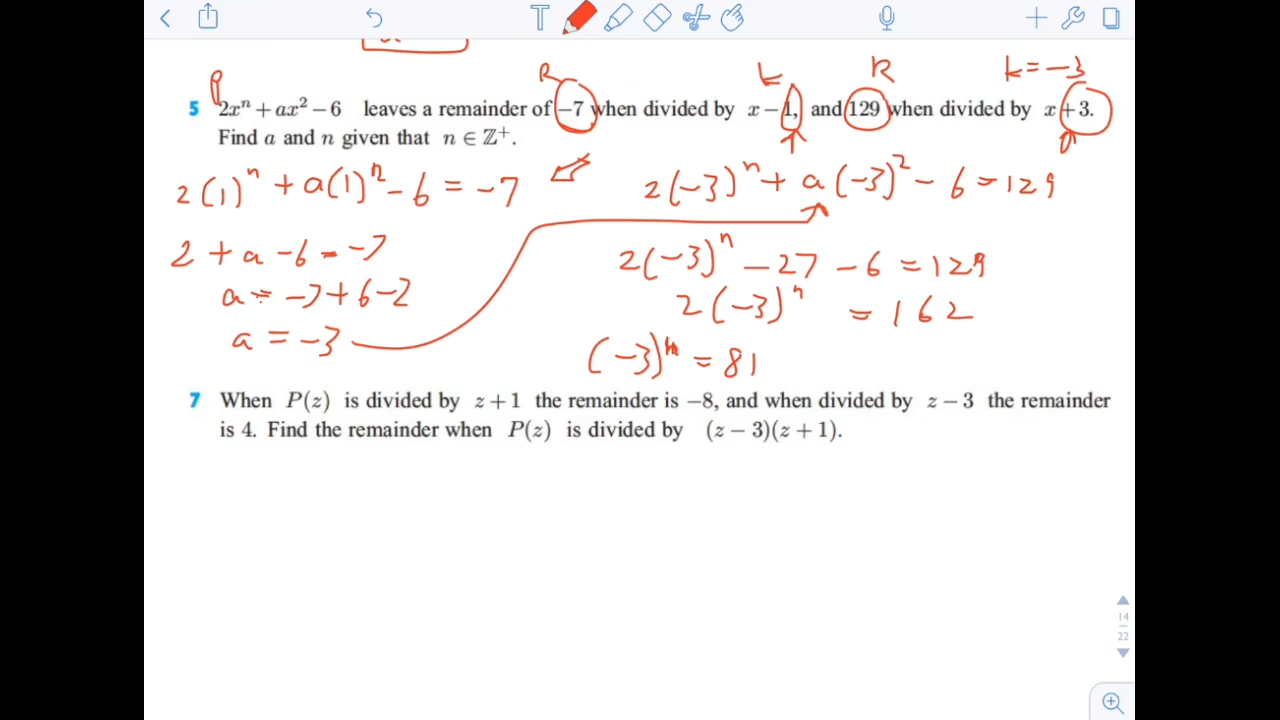 T
R
k
R
k = -3
P
5 2xⁿ + ax² − 6 leaves a remainder of −7 when divided by x − 1, and 129 when divided by x + 3.
Find a and n given that n ∈ ℤ⁺.
2(1)ⁿ + a(1)² - 6 = -7
2(-3)ⁿ + a(-3)² - 6 = 129
2 + a - 6 = -7
2(-3)ⁿ - 27 - 6 = 129
a = -7 + 6 - 2
2(-3)ⁿ = 162
a = -3
(-3)ⁿ = 81
7 When P(z) is divided by z + 1 the remainder is −8, and when divided by z − 3 the remainder
is 4. Find the remainder when P(z) is divided by (z − 3)(z + 1).
14
22